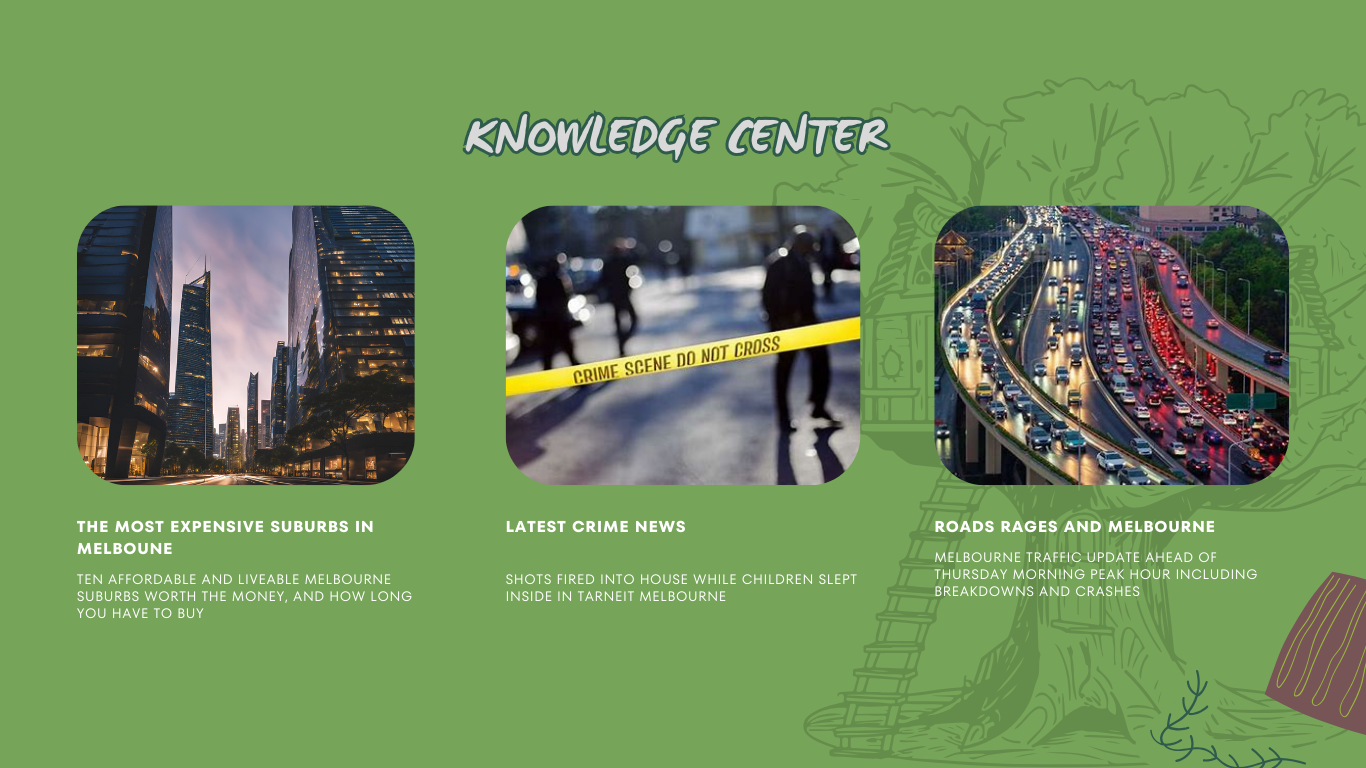 KNOWLEDGE CENTER
CRIME SCENE DO NOT CROSS
THE MOST EXPENSIVE SUBURBS IN
MELBOUNE
TEN AFFORDABLE AND LIVEABLE MELBOURNE
SUBURBS WORTH THE MONEY, AND HOW LONG
YOU HAVE TO BUY
LATEST CRIME NEWS
SHOTS FIRED INTO HOUSE WHILE CHILDREN SLEPT
INSIDE IN TARNEIT MELBOURNE
ROADS RAGES AND MELBOURNE
MELBOURNE TRAFFIC UPDATE AHEAD OF
THURSDAY MORNING PEAK HOUR INCLUDING
BREAKDOWNS AND CRASHES